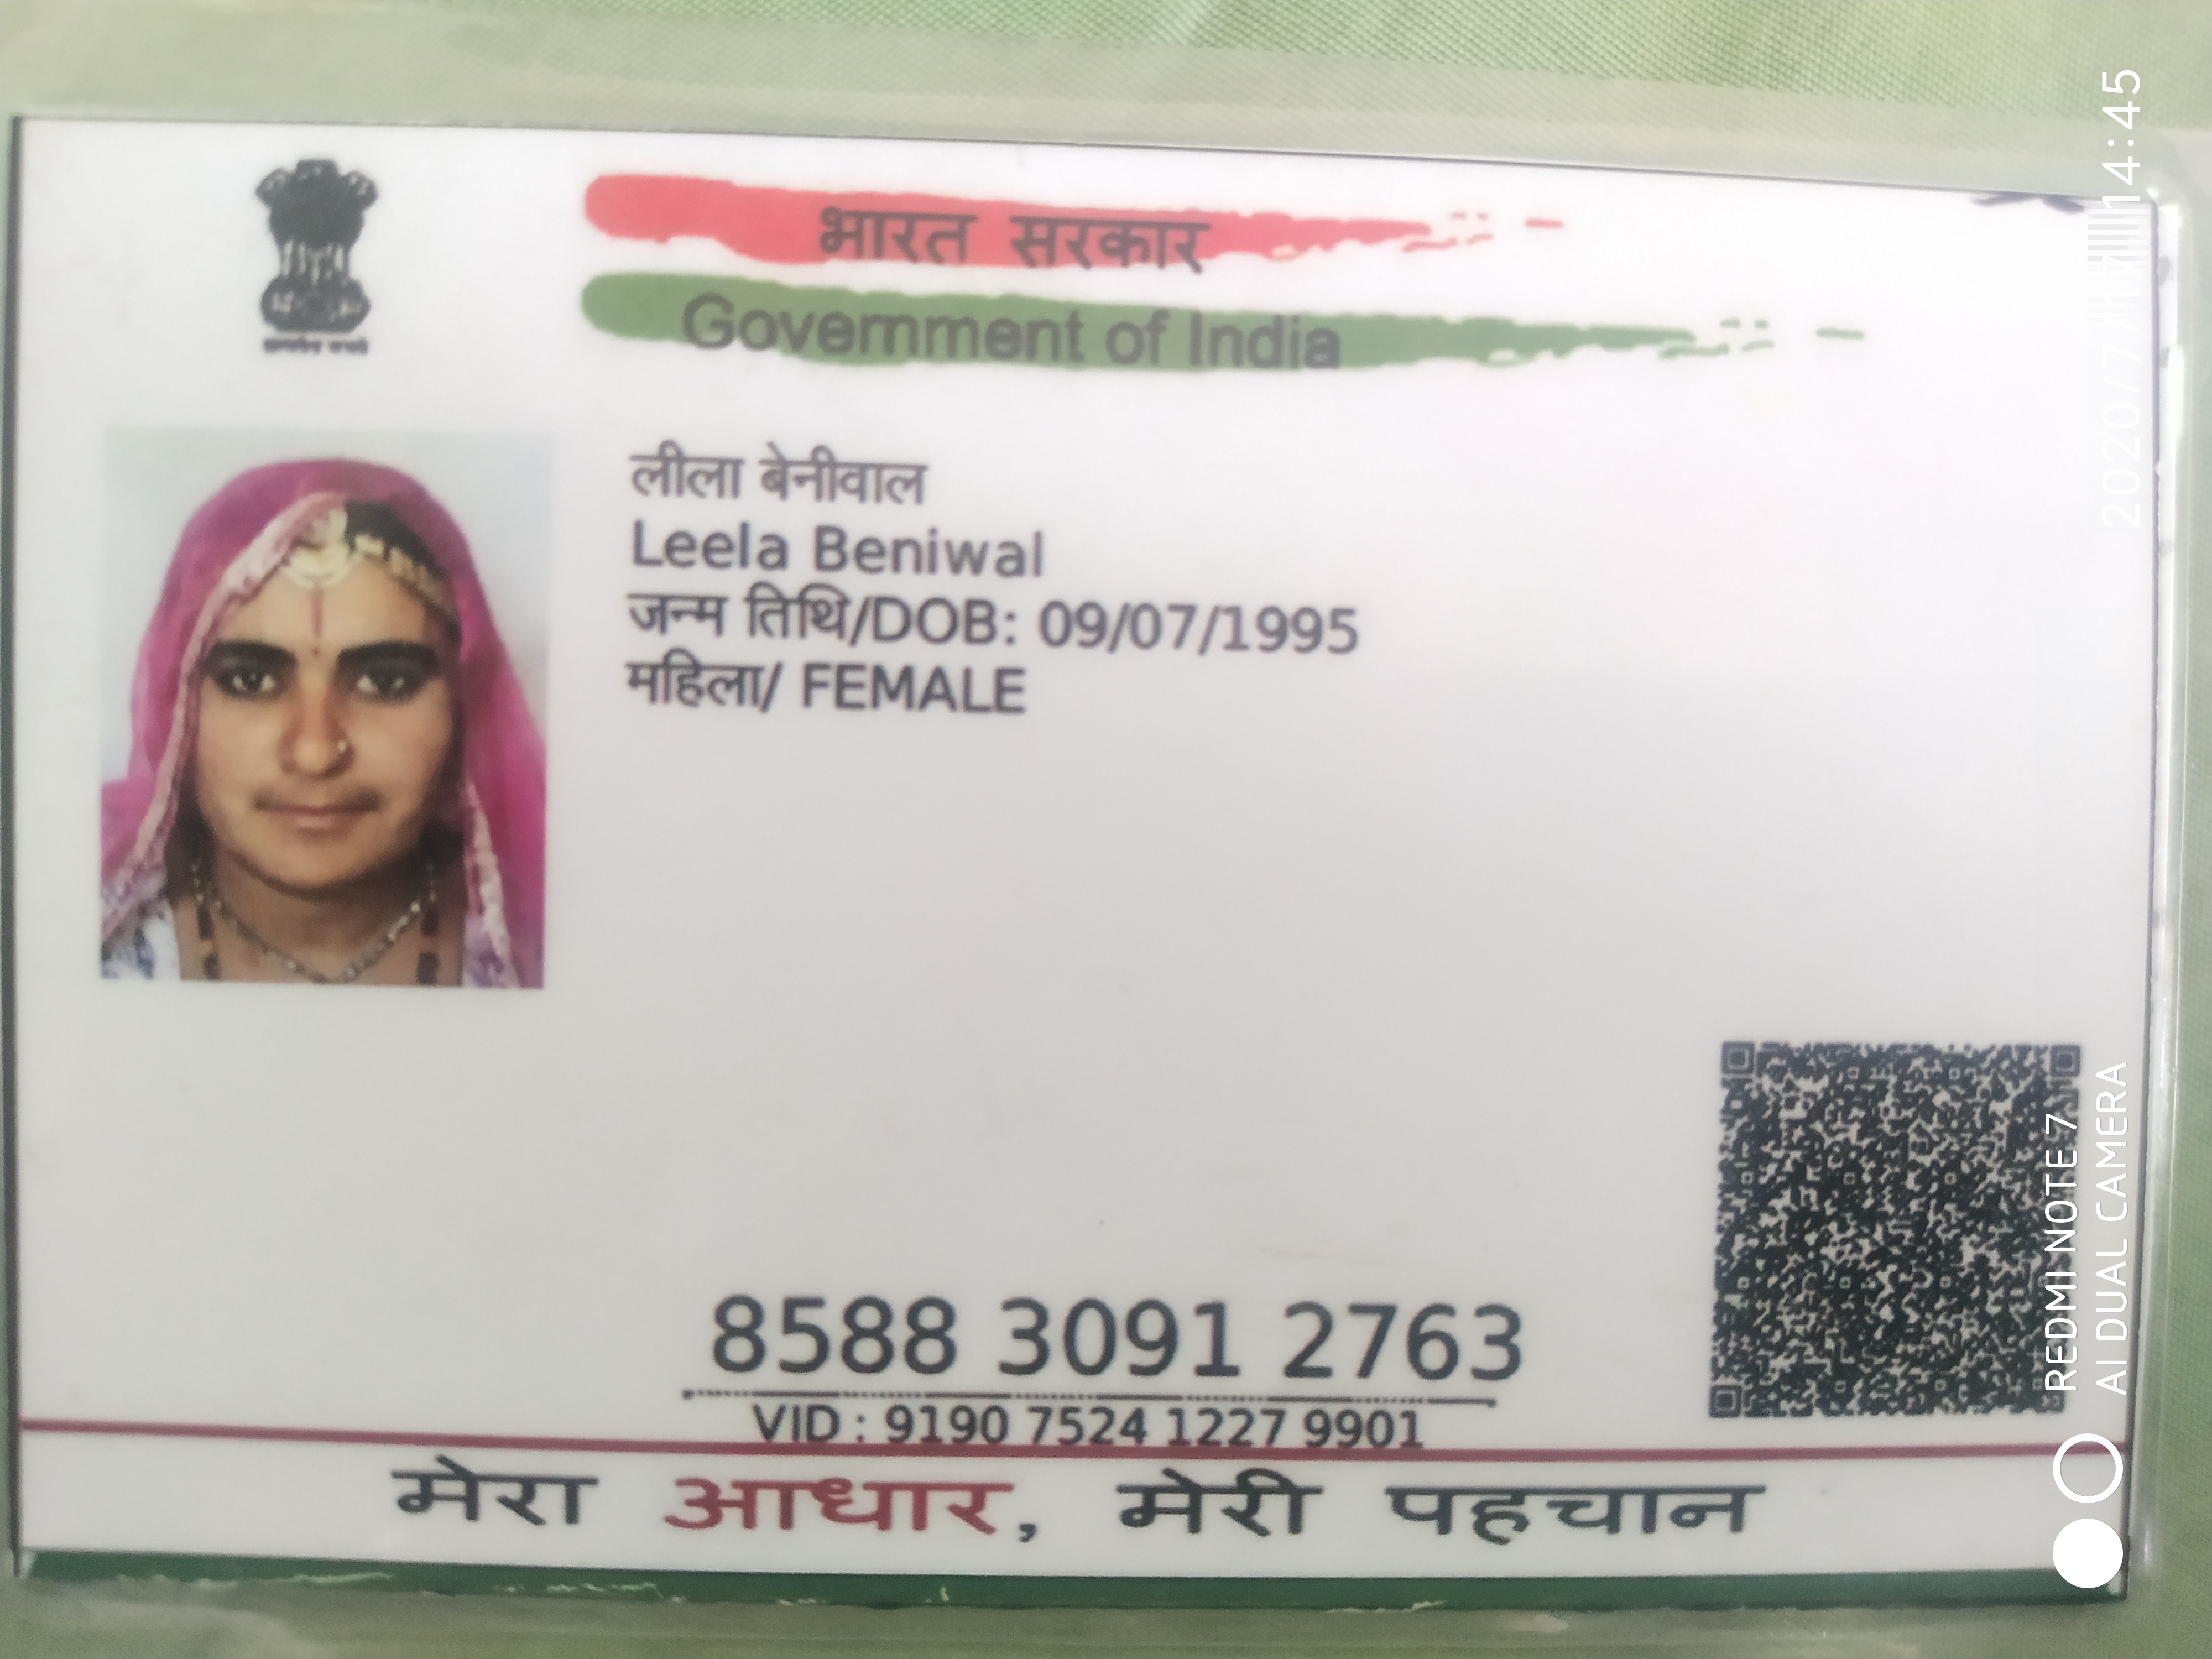 भारत सरकार
Government of India
लीला बेनीवाल
Leela Beniwal
जन्म तिथि/DOB: 09/07/1995
महिला/ FEMALE
8588 3091 2763
VID : 9190 7524 1227 9901
मेरा आधार, मेरी पहचान
REDMI NOTE 7
AI DUAL CAMERA
2020/7/17 14:45